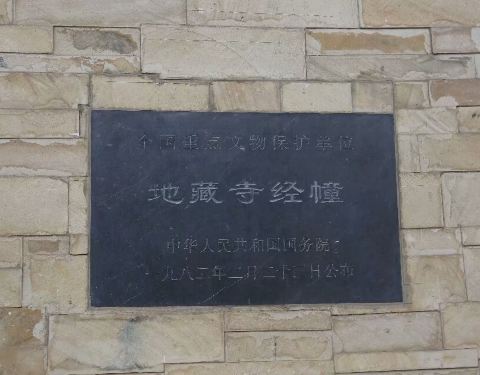 全国重点文物保护单位
地藏寺经幢
中华人民共和国国务院
一九八二年二月二十三日公布